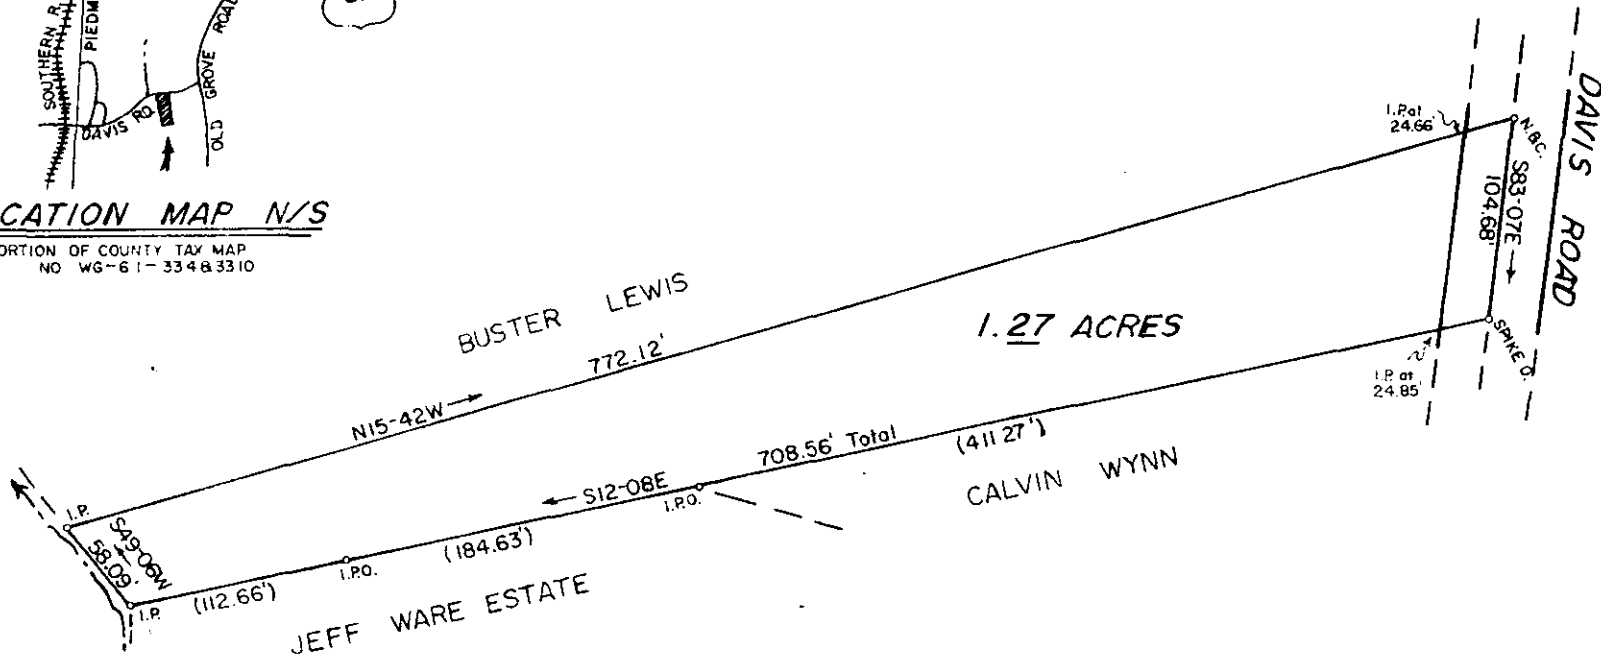 SOUTHERN R.
PIEDM
OLD GROVE ROAD
DAVIS RD.
CATION MAP N/S
ORTION OF COUNTY TAX MAP
NO WG-61-334&3310
BUSTER LEWIS
772.12'
N15-42W
1.27 ACRES
I.P. at
24.66'
N.B.C.
S83-07E
104.68'
DAVIS ROAD
SPIKE O.
I.P. at
24.85'
708.56' Total
(411.27')
CALVIN WYNN
S12-08E
I.P.O.
(184.63')
I.P.O.
(112.66')
JEFF WARE ESTATE
I.P.
S49-06W
58.09'
I.P.